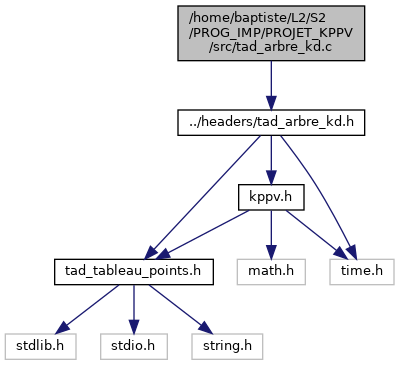 /home/baptiste/L2/S2
/PROG_IMP/PROJET_KPPV
/src/tad_arbre_kd.c
../headers/tad_arbre_kd.h
kppv.h
tad_tableau_points.h
math.h
time.h
stdlib.h
stdio.h
string.h